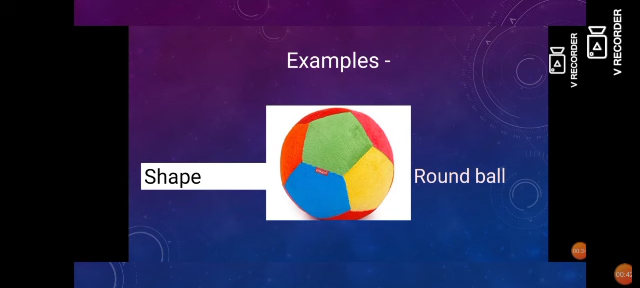 Examples -
Shape
Round ball
V RECORDER
V RECORDER
00:42